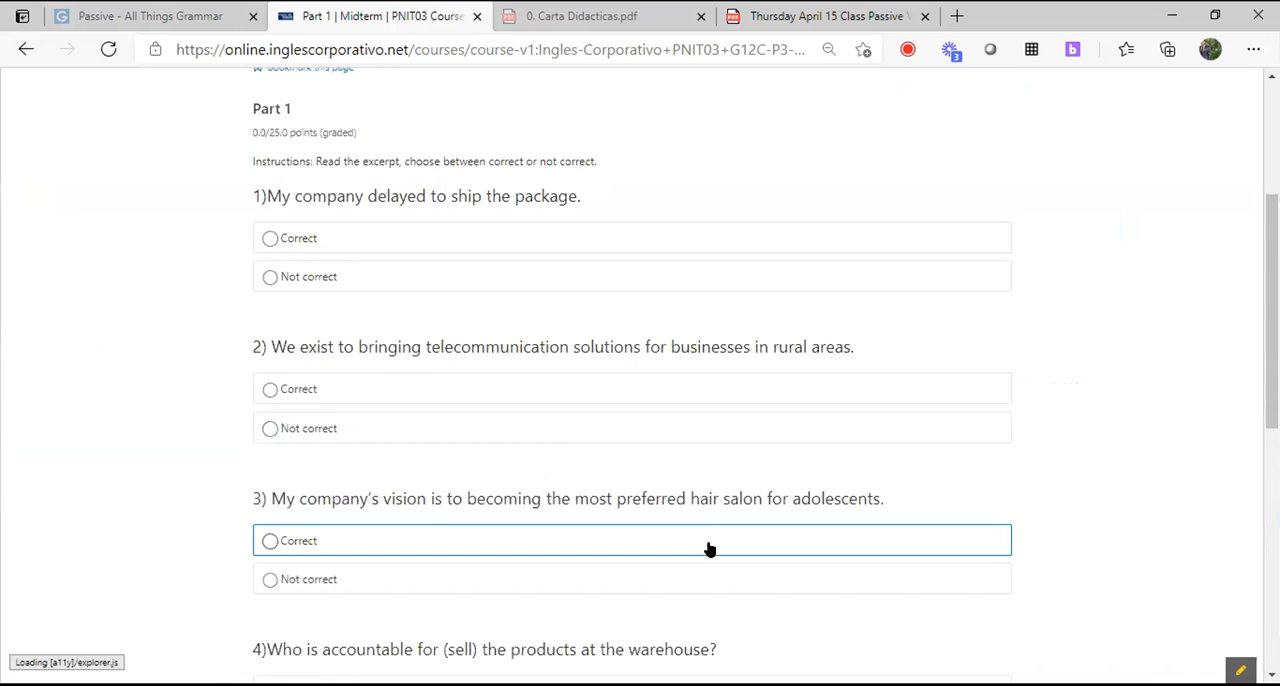 Passive - All Things Grammar
Part 1 | Midterm | PNIT03 Course
0. Carta Didacticas.pdf
Thursday April 15 Class Passive
https://online.inglescorporativo.net/courses/course-v1:Ingles-Corporativo+PNIT03+G12C-P3-...
3
b
Bookmark this page
Part 1
0.0/25.0 points (graded)
Instructions: Read the excerpt, choose between correct or not correct.
1)My company delayed to ship the package.
Correct
Not correct
2) We exist to bringing telecommunication solutions for businesses in rural areas.
Correct
Not correct
3) My company's vision is to becoming the most preferred hair salon for adolescents.
Correct
Not correct
4)Who is accountable for (sell) the products at the warehouse?
Loading [a11y]/explorer.js